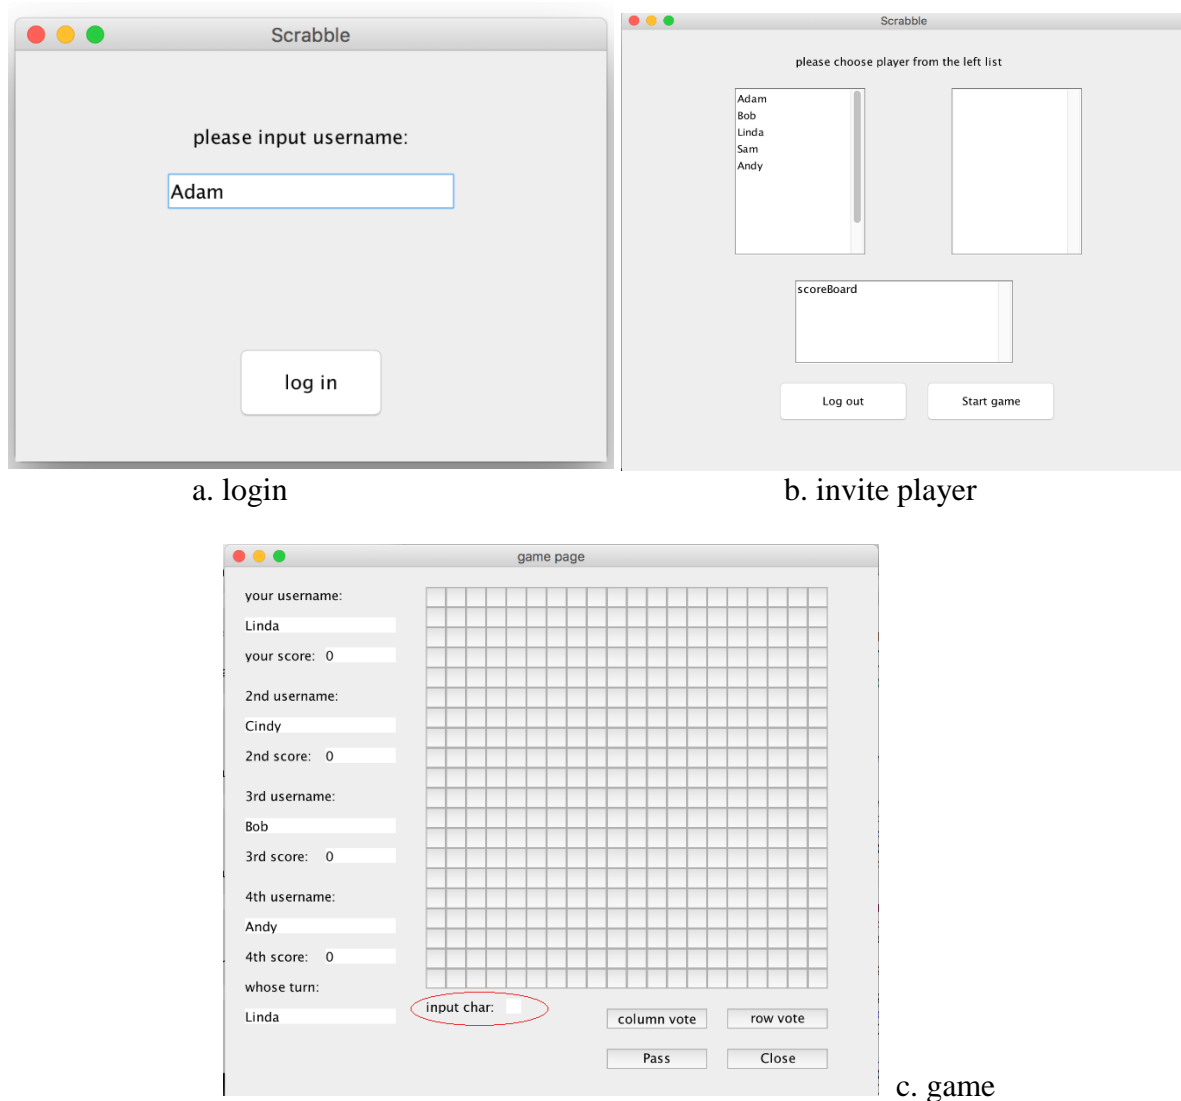 Scrabble
please input username:
Adam
log in
a. login
Scrabble
please choose player from the left list
Adam
Bob
Linda
Sam
Andy
scoreBoard
Log out Start game
b. invite player
game page
your username:
Linda
your score: 0
2nd username:
Cindy
2nd score: 0
3rd username:
Bob
3rd score: 0
4th username:
Andy
4th score: 0
whose turn:
Linda
input char:
column vote row vote
Pass Close
c. game